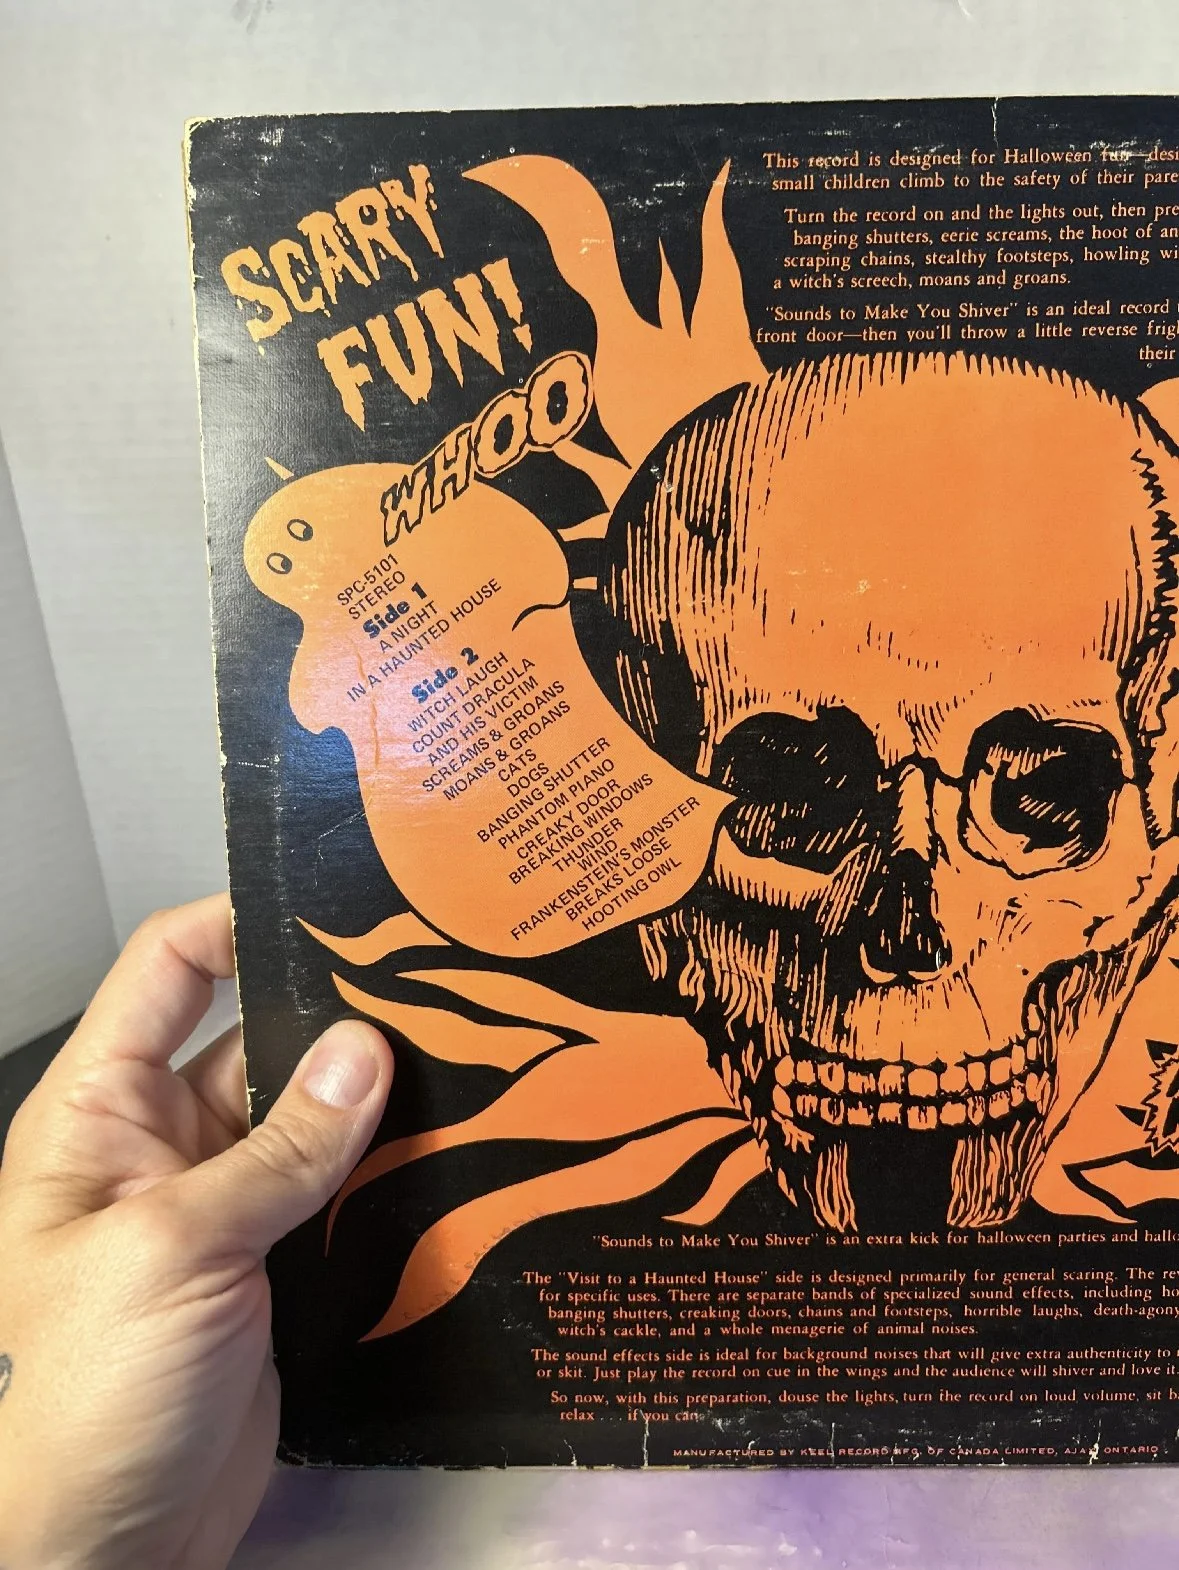 SCARY
FUN!
WHOO
SPC-5101
STEREO
Side 1
A NIGHT
IN A HAUNTED HOUSE
Side 2
WITCH LAUGH
COUNT DRACULA
AND HIS VICTIM
SCREAMS & GROANS
MOANS & GROANS
CATS
DOGS
BANGING SHUTTER
PHANTOM PIANO
CREAKY DOOR
BREAKING WINDOWS
THUNDER
WIND
FRANKENSTEIN'S MONSTER
BREAKS LOOSE
HOOTING OWL
This record is designed for Halloween fun—desi
small children climb to the safety of their pare
Turn the record on and the lights out, then pre
banging shutters, eerie screams, the hoot of an
scraping chains, stealthy footsteps, howling wi
a witch's screech, moans and groans.
"Sounds to Make You Shiver" is an ideal record
front door—then you'll throw a little reverse frig
their
"Sounds to Make You Shiver" is an extra kick for halloween parties and hall
The "Visit to a Haunted House" side is designed primarily for general scaring. The re
for specific uses. There are separate bands of specialized sound effects, including ho
banging shutters, creaking doors, chains and footsteps, horrible laughs, death-agony
witch's cackle, and a whole menagerie of animal noises.
The sound effects side is ideal for background noises that will give extra authenticity to
or skit. Just play the record on cue in the wings and the audience will shiver and love it.
So now, with this preparation, douse the lights, turn the record on loud volume, sit b
relax . . . if you can.
MANUFACTURED BY KEEL RECORD MFG. OF CANADA LIMITED, AJAX ONTARIO.